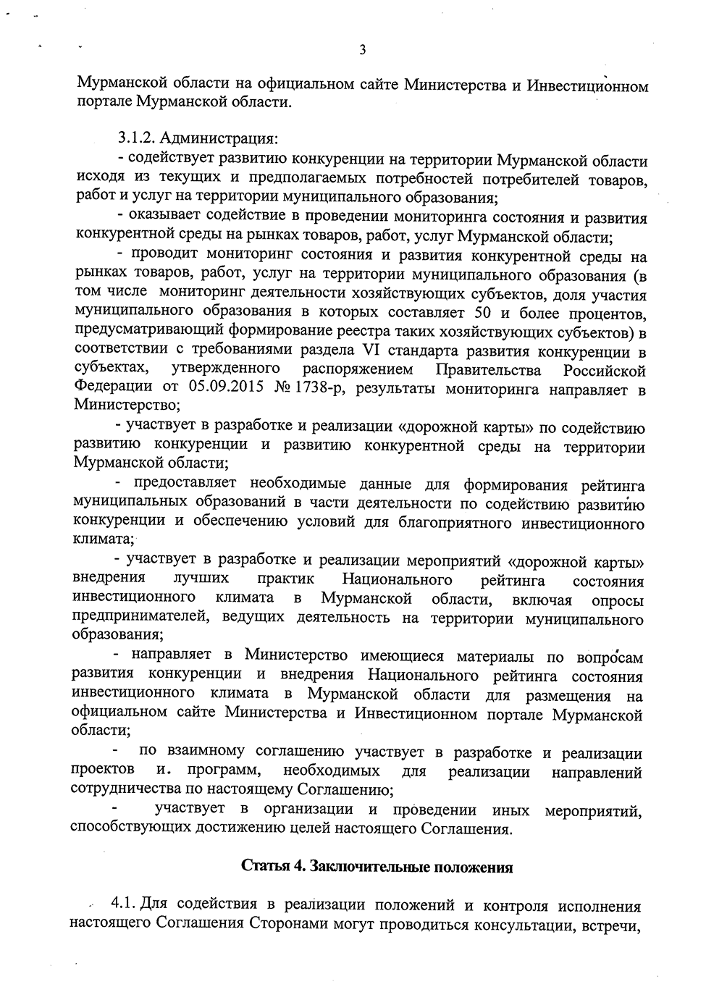 3
Мурманской области на официальном сайте Министерства и Инвестиционном
портале Мурманской области.
3.1.2. Администрация:
- содействует развитию конкуренции на территории Мурманской области
исходя из текущих и предполагаемых потребностей потребителей товаров,
работ и услуг на территории муниципального образования;
- оказывает содействие в проведении мониторинга состояния и развития
конкурентной среды на рынках товаров, работ, услуг Мурманской области;
- проводит мониторинг состояния и развития конкурентной среды на
рынках товаров, работ, услуг на территории муниципального образования (в
том числе мониторинг деятельности хозяйствующих субъектов, доля участия
муниципального образования в которых составляет 50 и более процентов,
предусматривающий формирование реестра таких хозяйствующих субъектов) в
соответствии с требованиями раздела VI стандарта развития конкуренции в
субъектах, утвержденного распоряжением Правительства Российской
Федерации от 05.09.2015 № 1738-р, результаты мониторинга направляет в
Министерство;
- участвует в разработке и реализации «дорожной карты» по содействию
развитию конкуренции и развитию конкурентной среды на территории
Мурманской области;
- предоставляет необходимые данные для формирования рейтинга
муниципальных образований в части деятельности по содействию развитию
конкуренции и обеспечению условий для благоприятного инвестиционного
климата;
- участвует в разработке и реализации мероприятий «дорожной карты»
внедрения лучших практик Национального рейтинга состояния
инвестиционного климата в Мурманской области, включая опросы
предпринимателей, ведущих деятельность на территории муниципального
образования;
- направляет в Министерство имеющиеся материалы по вопросам
развития конкуренции и внедрения Национального рейтинга состояния
инвестиционного климата в Мурманской области для размещения на
официальном сайте Министерства и Инвестиционном портале Мурманской
области;
- по взаимному соглашению участвует в разработке и реализации
проектов и. программ, необходимых для реализации направлений
сотрудничества по настоящему Соглашению;
- участвует в организации и проведении иных мероприятий,
способствующих достижению целей настоящего Соглашения.
Статья 4. Заключительные положения
4.1. Для содействия в реализации положений и контроля исполнения
настоящего Соглашения Сторонами могут проводиться консультации, встречи,